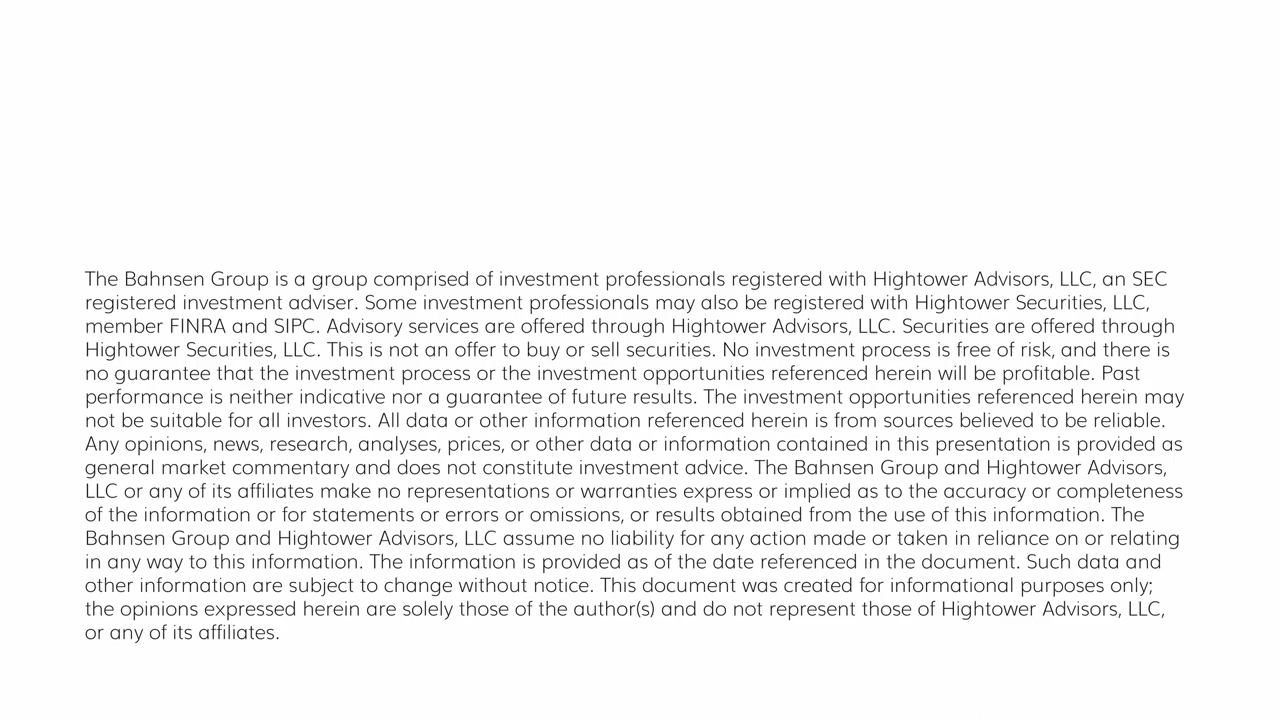 The Bahnsen Group is a group comprised of investment professionals registered with Hightower Advisors, LLC, an SEC
registered investment adviser. Some investment professionals may also be registered with Hightower Securities, LLC,
member FINRA and SIPC. Advisory services are offered through Hightower Advisors, LLC. Securities are offered through
Hightower Securities, LLC. This is not an offer to buy or sell securities. No investment process is free of risk, and there is
no guarantee that the investment process or the investment opportunities referenced herein will be profitable. Past
performance is neither indicative nor a guarantee of future results. The investment opportunities referenced herein may
not be suitable for all investors. All data or other information referenced herein is from sources believed to be reliable.
Any opinions, news, research, analyses, prices, or other data or information contained in this presentation is provided as
general market commentary and does not constitute investment advice. The Bahnsen Group and Hightower Advisors,
LLC or any of its affiliates make no representations or warranties express or implied as to the accuracy or completeness
of the information or for statements or errors or omissions, or results obtained from the use of this information. The
Bahnsen Group and Hightower Advisors, LLC assume no liability for any action made or taken in reliance on or relating
in any way to this information. The information is provided as of the date referenced in the document. Such data and
other information are subject to change without notice. This document was created for informational purposes only;
the opinions expressed herein are solely those of the author(s) and do not represent those of Hightower Advisors, LLC,
or any of its affiliates.